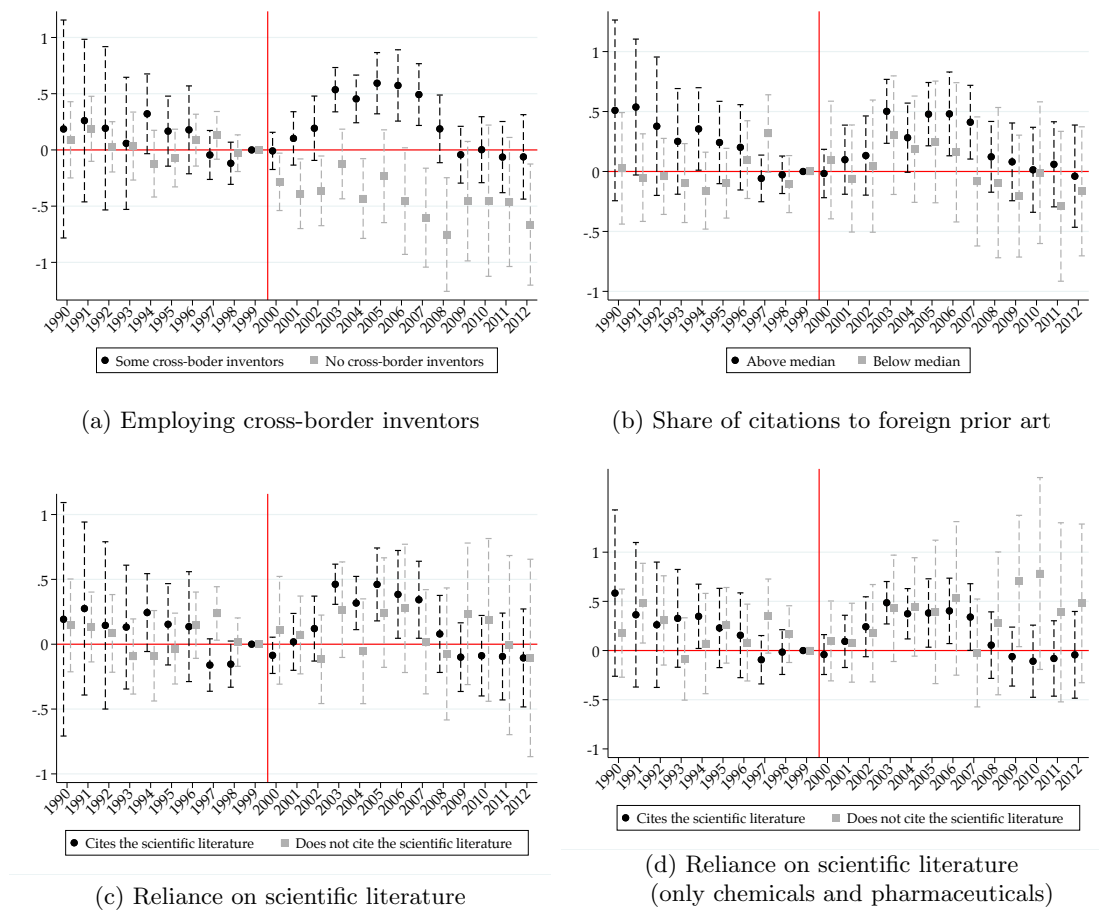 1
.5
0
-.5
-1
1990 1991 1992 1993 1994 1995 1996 1997 1998 1999 2000 2001 2002 2003 2004 2005 2006 2007 2008 2009 2010 2011 2012
Some cross-boder inventors No cross-border inventors
(a) Employing cross-border inventors
1
.5
0
-.5
-1
1990 1991 1992 1993 1994 1995 1996 1997 1998 1999 2000 2001 2002 2003 2004 2005 2006 2007 2008 2009 2010 2011 2012
Above median Below median
(b) Share of citations to foreign prior art
1
.5
0
-.5
-1
1990 1991 1992 1993 1994 1995 1996 1997 1998 1999 2000 2001 2002 2003 2004 2005 2006 2007 2008 2009 2010 2011 2012
Cites the scientific literature Does not cite the scientific literature
(c) Reliance on scientific literature
1
.5
0
-.5
-1
1990 1991 1992 1993 1994 1995 1996 1997 1998 1999 2000 2001 2002 2003 2004 2005 2006 2007 2008 2009 2010 2011 2012
Cites the scientific literature Does not cite the scientific literature
(d) Reliance on scientific literature
(only chemicals and pharmaceuticals)